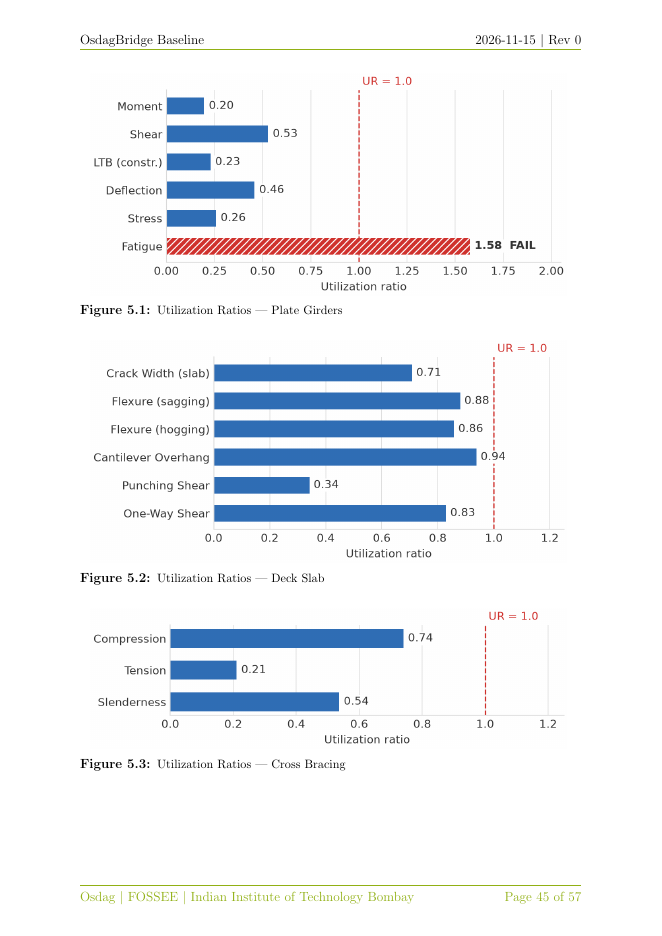 OsdagBridge Baseline 2026-11-15 | Rev 0
UR = 1.0
Moment 0.20
Shear 0.53
LTB (constr.) 0.23
Deflection 0.46
Stress 0.26
Fatigue 1.58 FAIL
0.00 0.25 0.50 0.75 1.00 1.25 1.50 1.75 2.00
Utilization ratio
Figure 5.1: Utilization Ratios — Plate Girders
UR = 1.0
Crack Width (slab) 0.71
Flexure (sagging) 0.88
Flexure (hogging) 0.86
Cantilever Overhang 0.94
Punching Shear 0.34
One-Way Shear 0.83
0.0 0.2 0.4 0.6 0.8 1.0 1.2
Utilization ratio
Figure 5.2: Utilization Ratios — Deck Slab
UR = 1.0
Compression 0.74
Tension 0.21
Slenderness 0.54
0.0 0.2 0.4 0.6 0.8 1.0 1.2
Utilization ratio
Figure 5.3: Utilization Ratios — Cross Bracing
Osdag | FOSSEE | Indian Institute of Technology Bombay Page 45 of 57